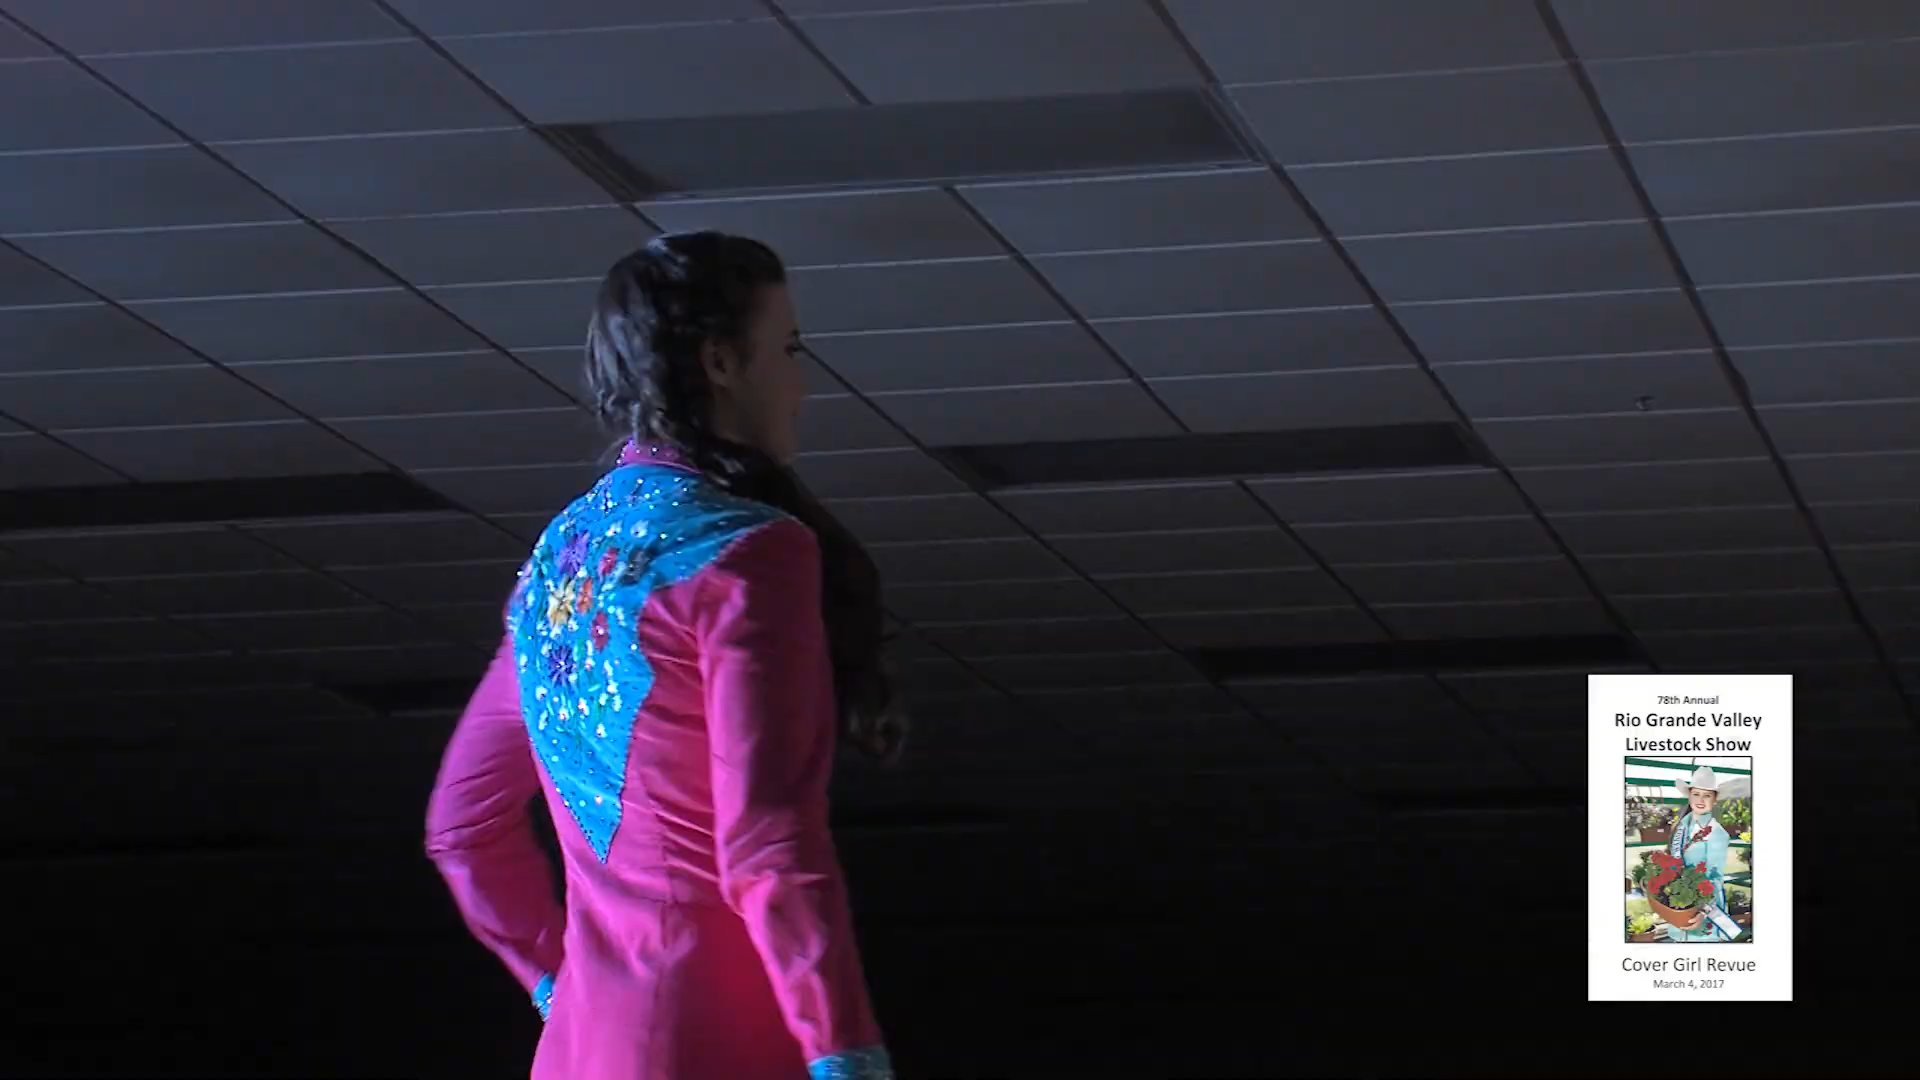 78th Annual
Rio Grande Valley
Livestock Show
Cover Girl Revue
March 4, 2017